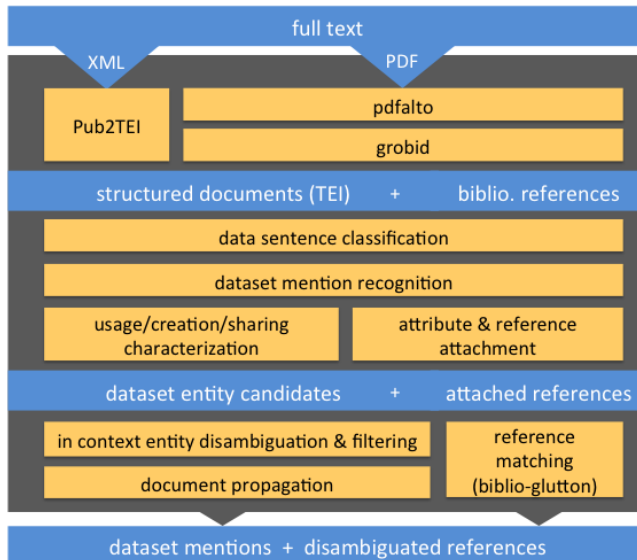 full text
XML
PDF
Pub2TEI
pdfalto
grobid
structured documents (TEI) + biblio. references
data sentence classification
dataset mention recognition
usage/creation/sharing
characterization
attribute & reference
attachment
dataset entity candidates + attached references
in context entity disambiguation & filtering
document propagation
reference
matching
(biblio-glutton)
dataset mentions + disambiguated references